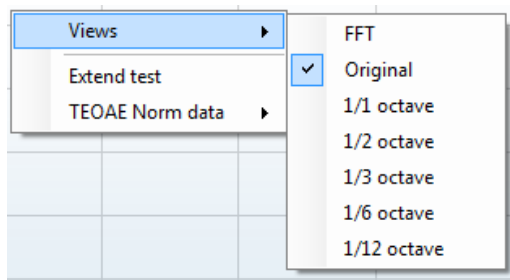 Views
Extend test
TEOAE Norm data
FFT
Original
1/1 octave
1/2 octave
1/3 octave
1/6 octave
1/12 octave